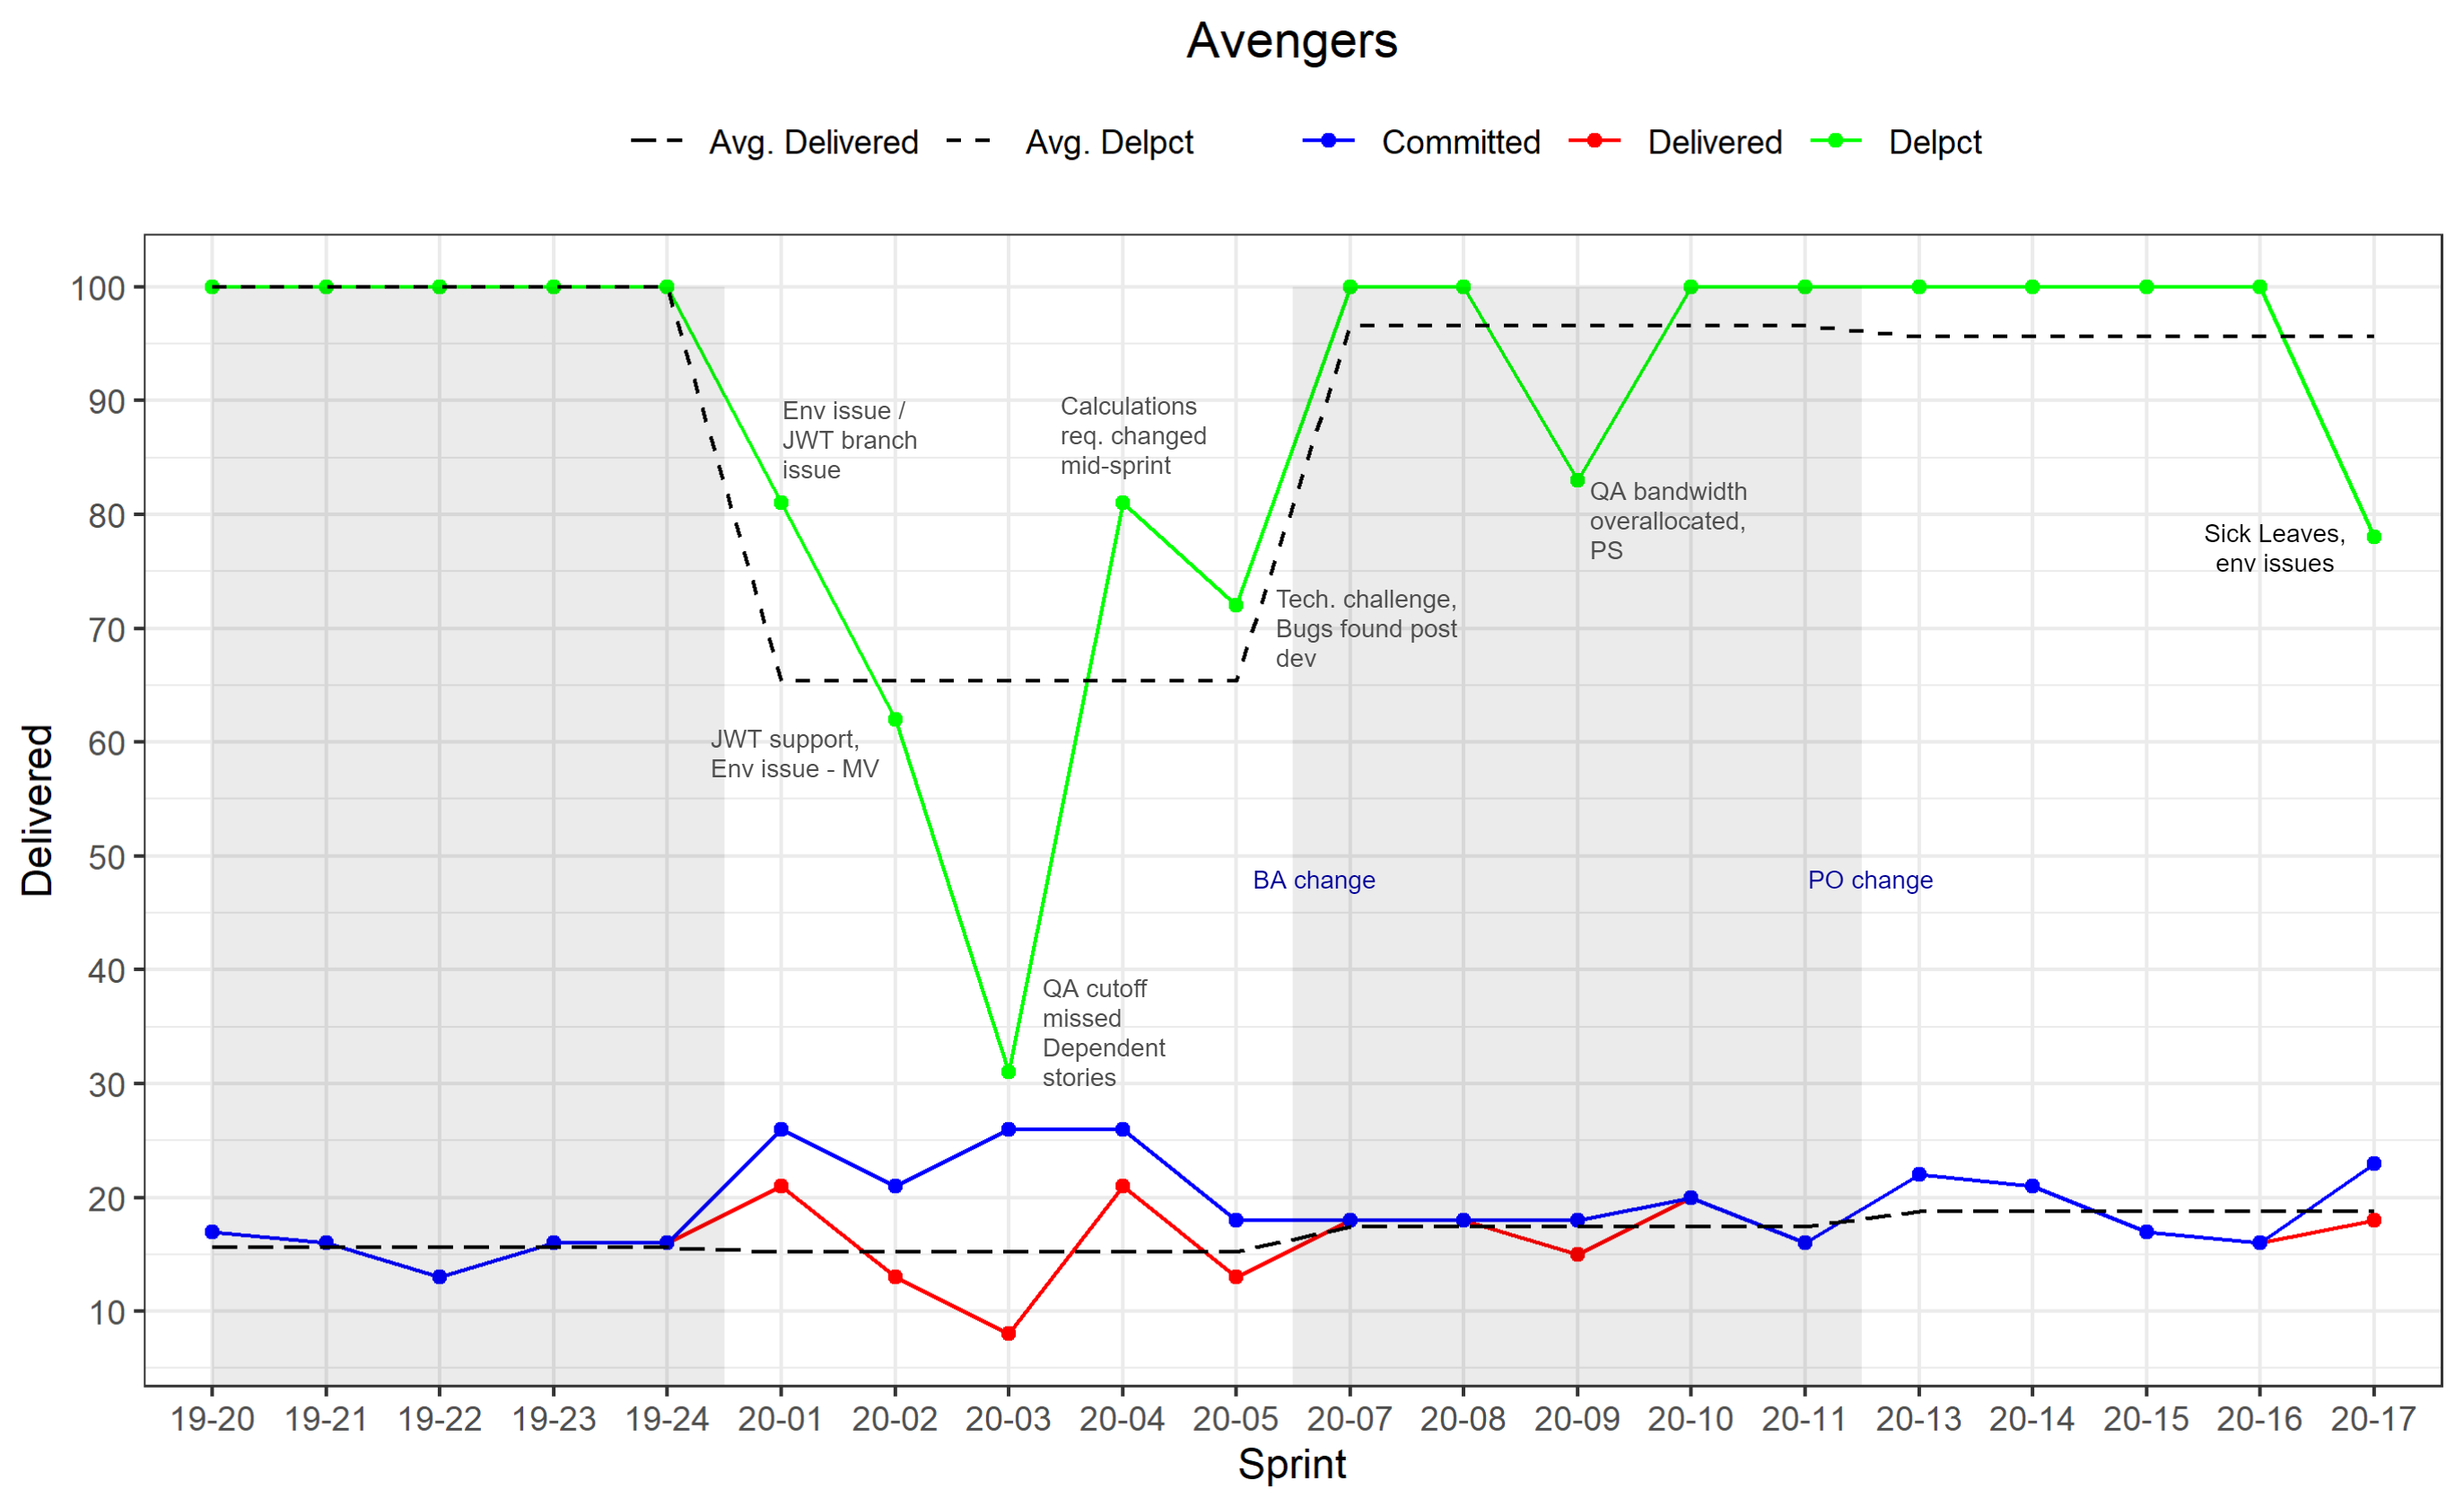 Avengers
Avg. Delivered Avg. Delpct Committed Delivered Delpct
Delivered
100
90
80
70
60
50
40
30
20
10
Env issue /
JWT branch
issue
JWT support,
Env issue - MV
QA cutoff
missed
Dependent
stories
Calculations
req. changed
mid-sprint
Tech. challenge,
Bugs found post
dev
BA change
QA bandwidth
overallocated,
PS
PO change
Sick Leaves,
env issues
19-20 19-21 19-22 19-23 19-24 20-01 20-02 20-03 20-04 20-05 20-07 20-08 20-09 20-10 20-11 20-13 20-14 20-15 20-16 20-17
Sprint